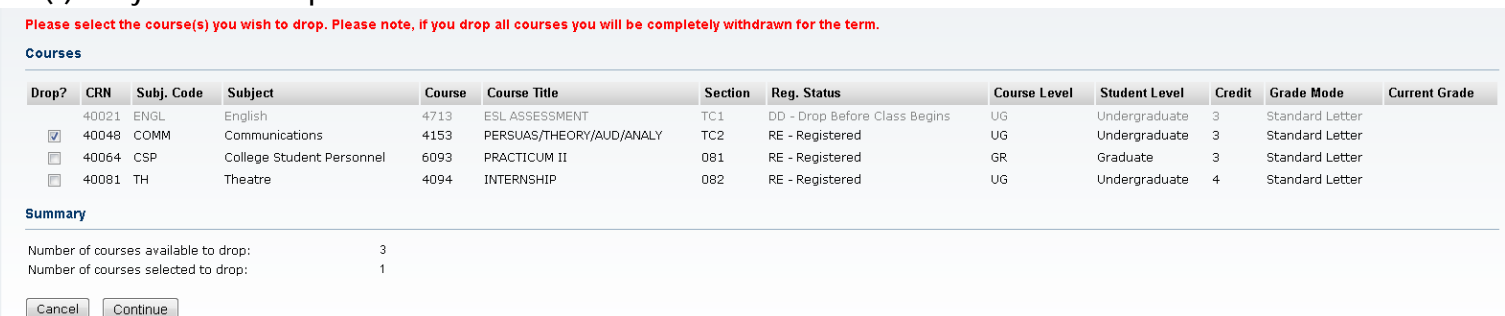 Please select the course(s) you wish to drop. Please note, if you drop all courses you will be completely withdrawn for the term.
Courses
Drop? CRN Subj. Code Subject Course Course Title Section Reg. Status Course Level Student Level Credit Grade Mode Current Grade
40021 ENGL English 4713 ESL ASSESSMENT TC1 DD - Drop Before Class Begins UG Undergraduate 3 Standard Letter
40048 COMM Communications 4153 PERSUAS/THEORY/AUD/ANALY TC2 RE - Registered UG Undergraduate 3 Standard Letter
40064 CSP College Student Personnel 6093 PRACTICUM II 081 RE - Registered GR Graduate 3 Standard Letter
40081 TH Theatre 4094 INTERNSHIP 082 RE - Registered UG Undergraduate 4 Standard Letter
Summary
Number of courses available to drop: 3
Number of courses selected to drop: 1
Cancel Continue